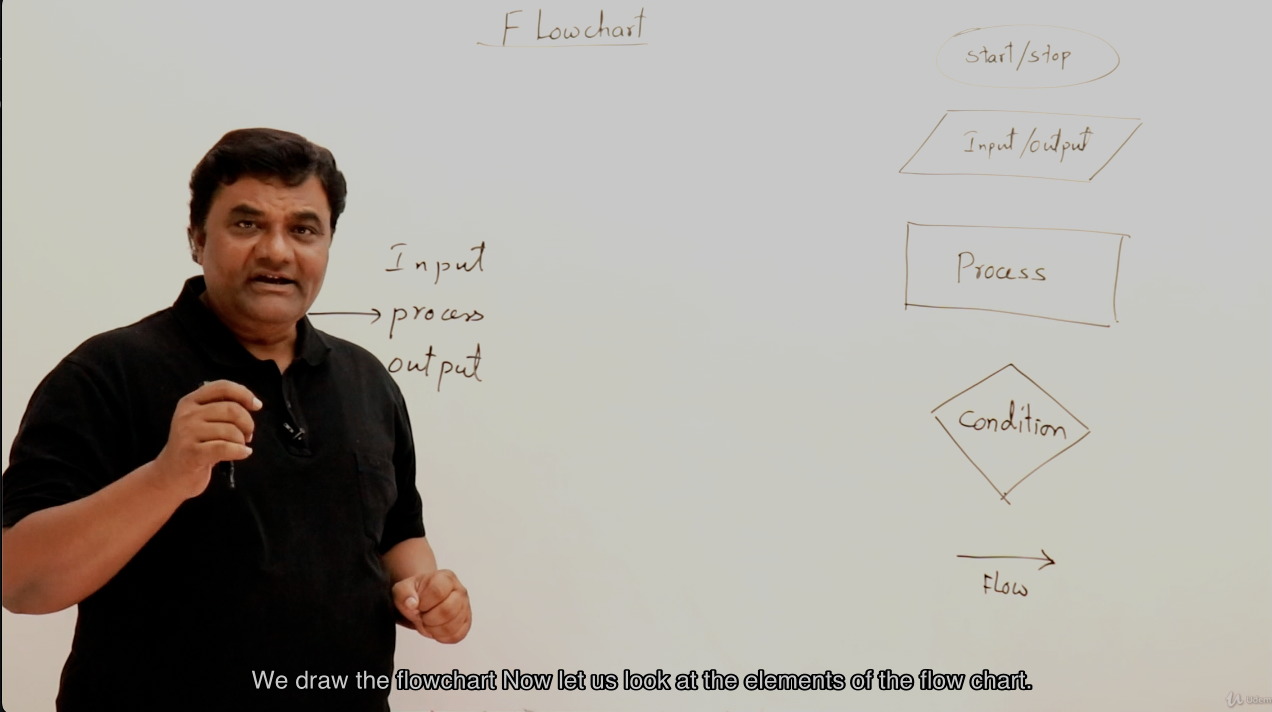 F Lowchart
start/stop
Input/output
Process
Condition
FLow
Input
process
output
We draw the flowchart Now let us look at the elements of the flow chart.
Udem